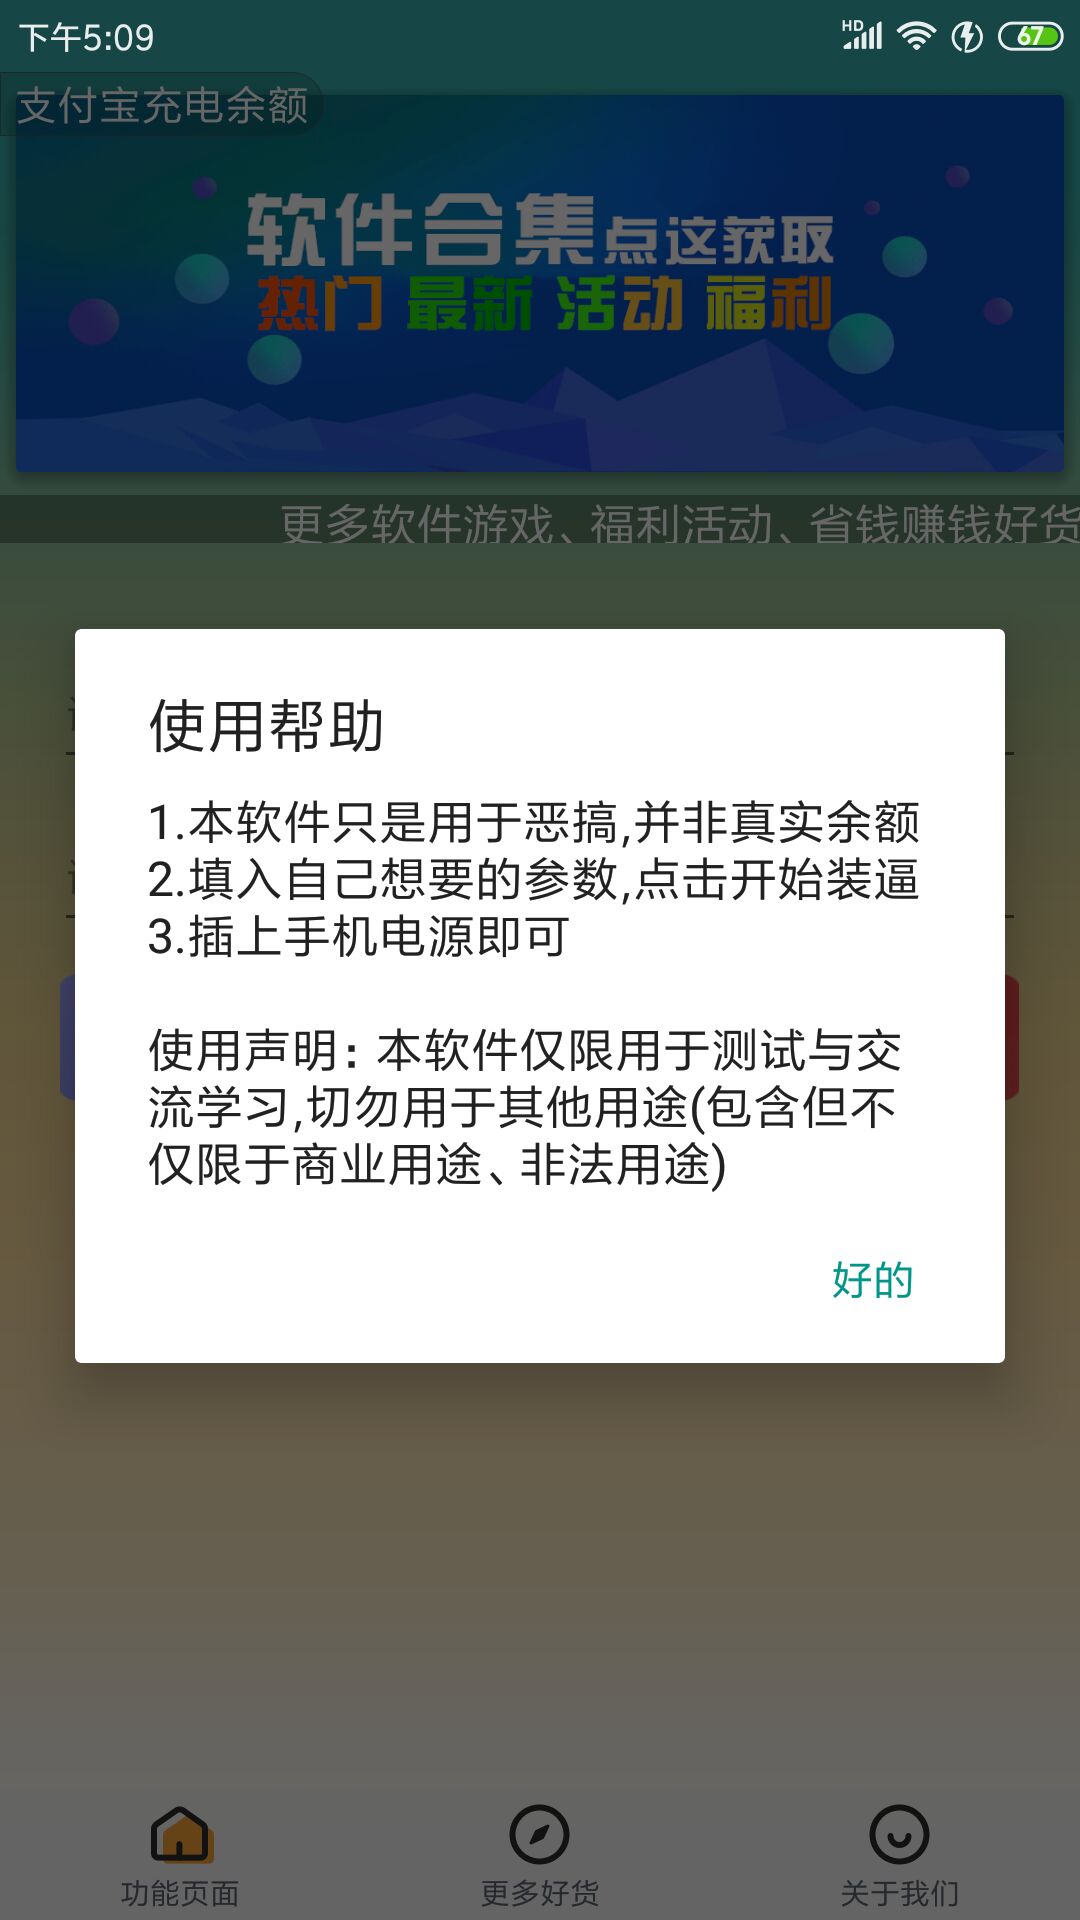 下午5:09
HD
67
支付宝充电余额
软件合集点这获取
热门 最新 活动 福利
更多软件游戏、福利活动、省钱赚钱好货
使用帮助
1.本软件只是用于恶搞,并非真实余额
2.填入自己想要的参数,点击开始装逼
3.插上手机电源即可
使用声明：本软件仅限用于测试与交
流学习,切勿用于其他用途(包含但不
仅限于商业用途、非法用途)
好的
功能页面
更多好货
关于我们